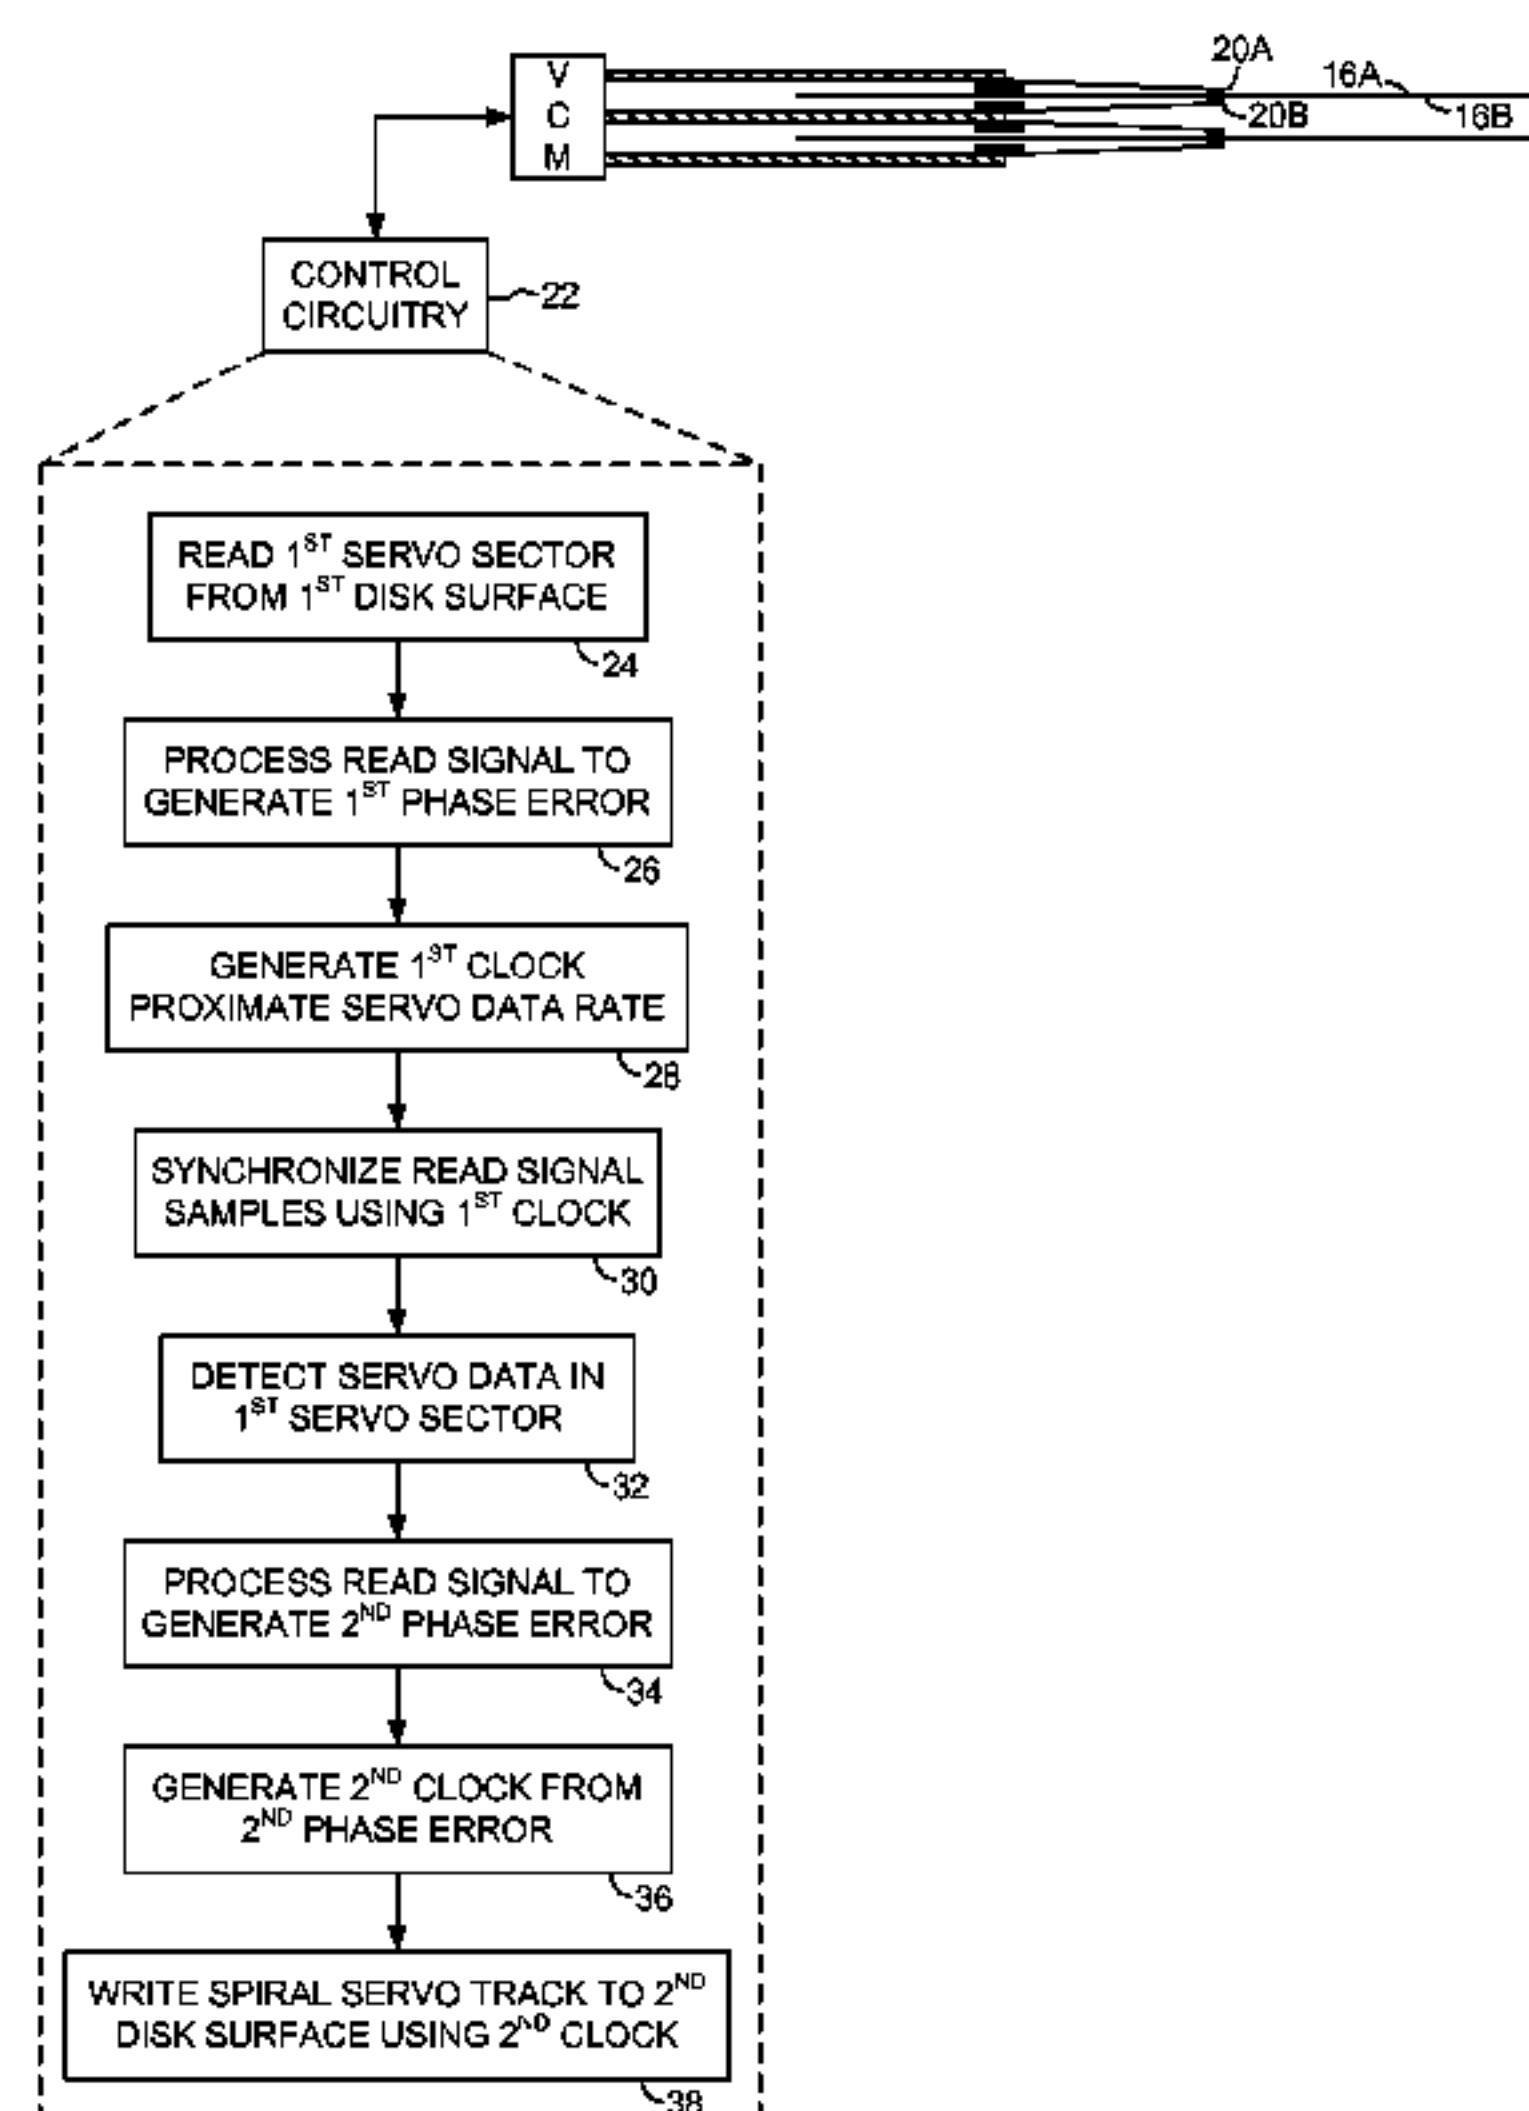 20A
16A
V
C
M
20B
16B
CONTROL
CIRCUITRY
22
READ 1ST SERVO SECTOR
FROM 1ST DISK SURFACE
24
PROCESS READ SIGNAL TO
GENERATE 1ST PHASE ERROR
26
GENERATE 1ST CLOCK
PROXIMATE SERVO DATA RATE
28
SYNCHRONIZE READ SIGNAL
SAMPLES USING 1ST CLOCK
30
DETECT SERVO DATA IN
1ST SERVO SECTOR
32
PROCESS READ SIGNAL TO
GENERATE 2ND PHASE ERROR
34
GENERATE 2ND CLOCK FROM
2ND PHASE ERROR
36
WRITE SPIRAL SERVO TRACK TO 2ND
DISK SURFACE USING 2ND CLOCK
38